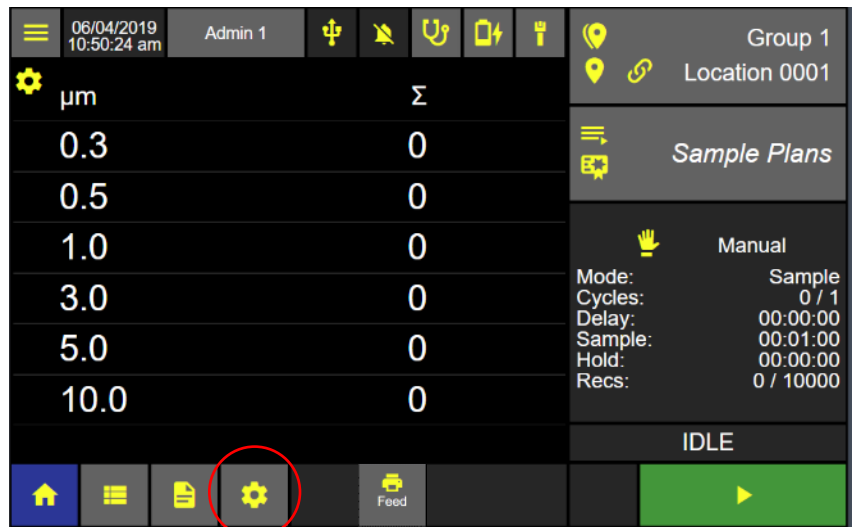 06/04/2019
10:50:24 am
Admin 1
Group 1
Location 0001
µm Σ
0.3 0
0.5 0
1.0 0
3.0 0
5.0 0
10.0 0
Sample Plans
Manual
Mode: Sample
Cycles: 0 / 1
Delay: 00:00:00
Sample: 00:01:00
Hold: 00:00:00
Recs: 0 / 10000
IDLE
Feed